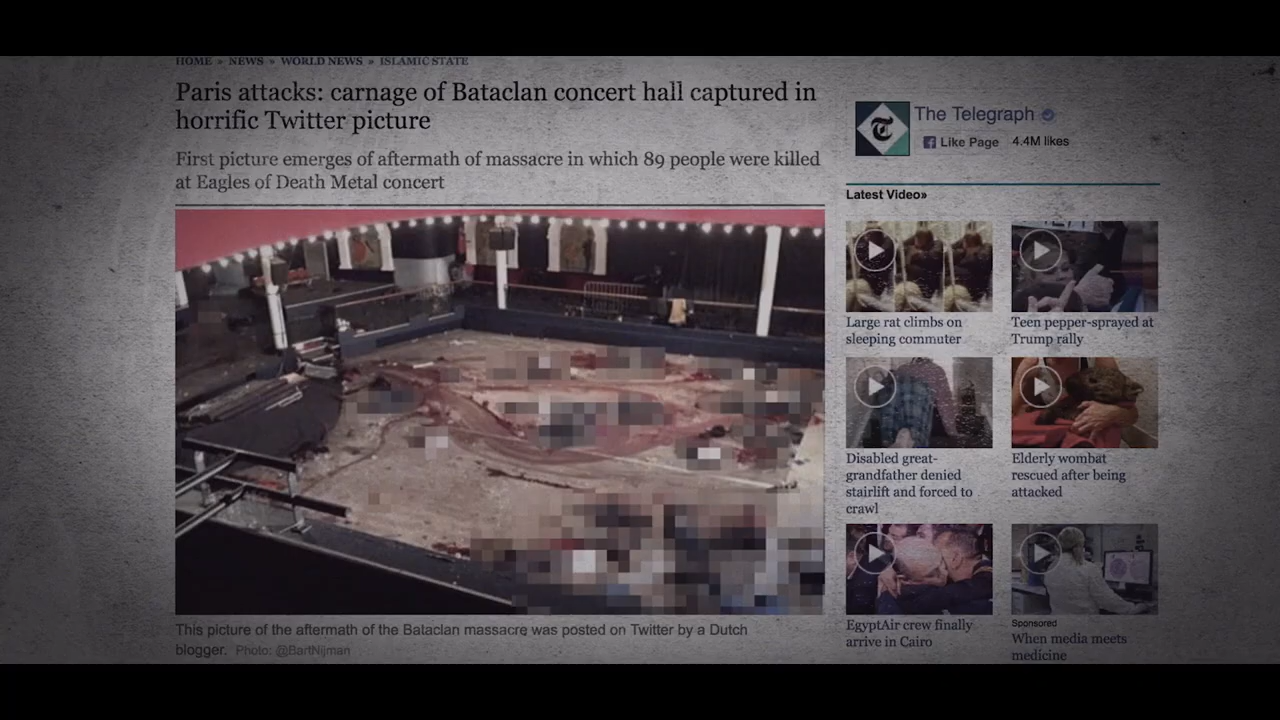 HOME » NEWS » WORLD NEWS » ISLAMIC STATE
Paris attacks: carnage of Bataclan concert hall captured in
horrific Twitter picture
First picture emerges of aftermath of massacre in which 89 people were killed
at Eagles of Death Metal concert
This picture of the aftermath of the Bataclan massacre was posted on Twitter by a Dutch
blogger. Photo: @BartNijman
The Telegraph
Like Page 4.4M likes
Latest Video»
Large rat climbs on
sleeping commuter
Teen pepper-sprayed at
Trump rally
Disabled great-
grandfather denied
stairlift and forced to
crawl
Elderly wombat
rescued after being
attacked
EgyptAir crew finally
arrive in Cairo
Sponsored
When media meets
medicine